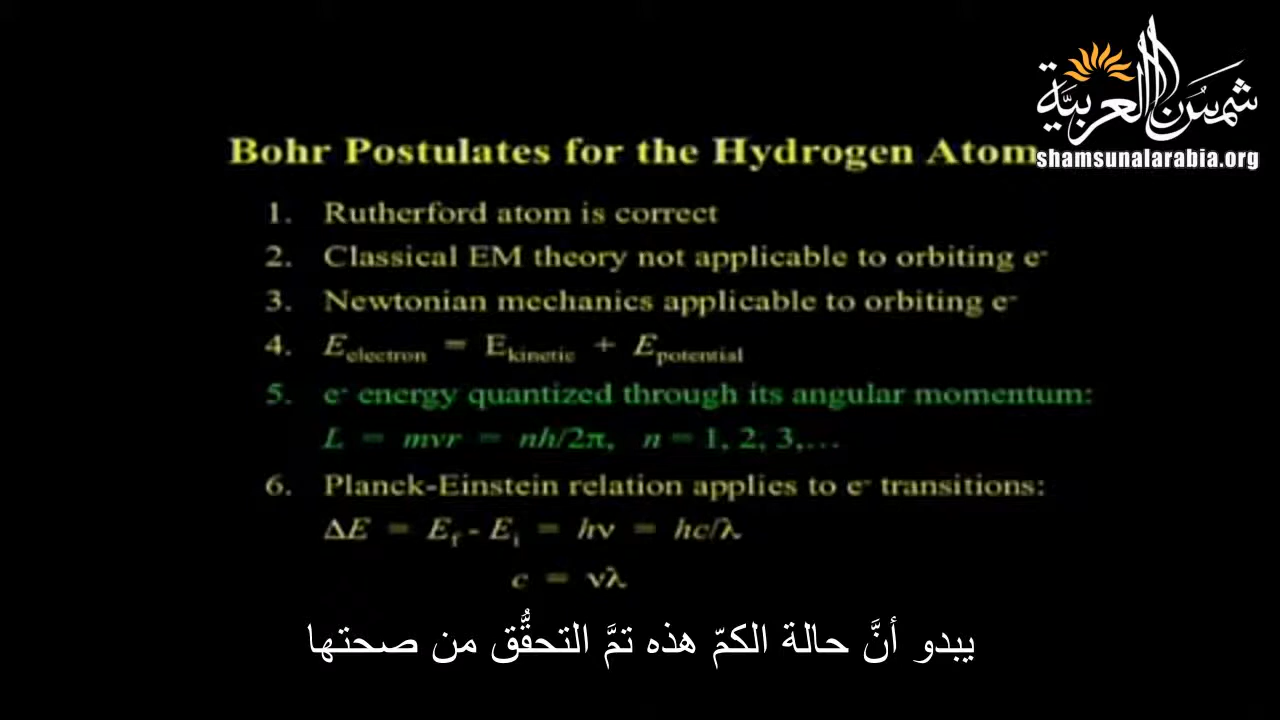 شمس العربية
shamsunalarabia.org
Bohr Postulates for the Hydrogen Atom
1. Rutherford atom is correct
2. Classical EM theory not applicable to orbiting e⁻
3. Newtonian mechanics applicable to orbiting e⁻
4. E_electron = E_kinetic + E_potential
5. e⁻ energy quantized through its angular momentum:
L = mvr = nh/2π, n = 1, 2, 3,…
6. Planck-Einstein relation applies to e⁻ transitions:
ΔE = E_f - E_i = hν = hc/λ
c = νλ
يبدو أنَّ حالة الكمّ هذه تمَّ التحقُّق من صحتها